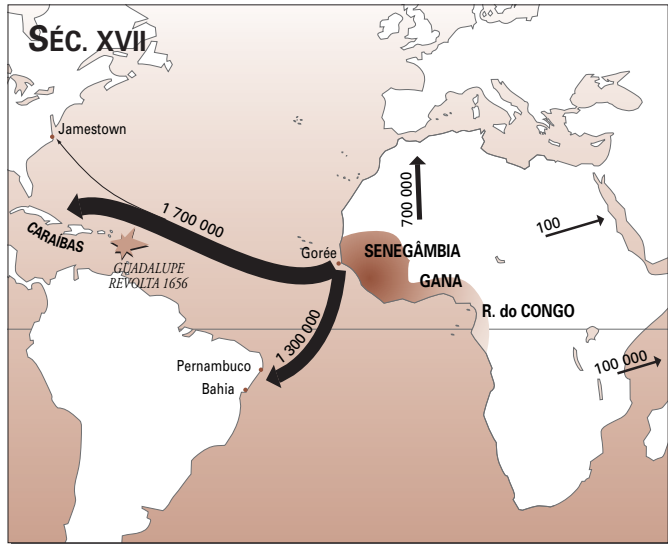 SÉC. XVII
Jamestown
1 700 000
700 000
100
CARAÍBAS
Gorée
SENEGÂMBIA
GUADALUPE
REVOLTA 1656
GANA
R. do CONGO
1 300 000
Pernambuco
100 000
Bahia